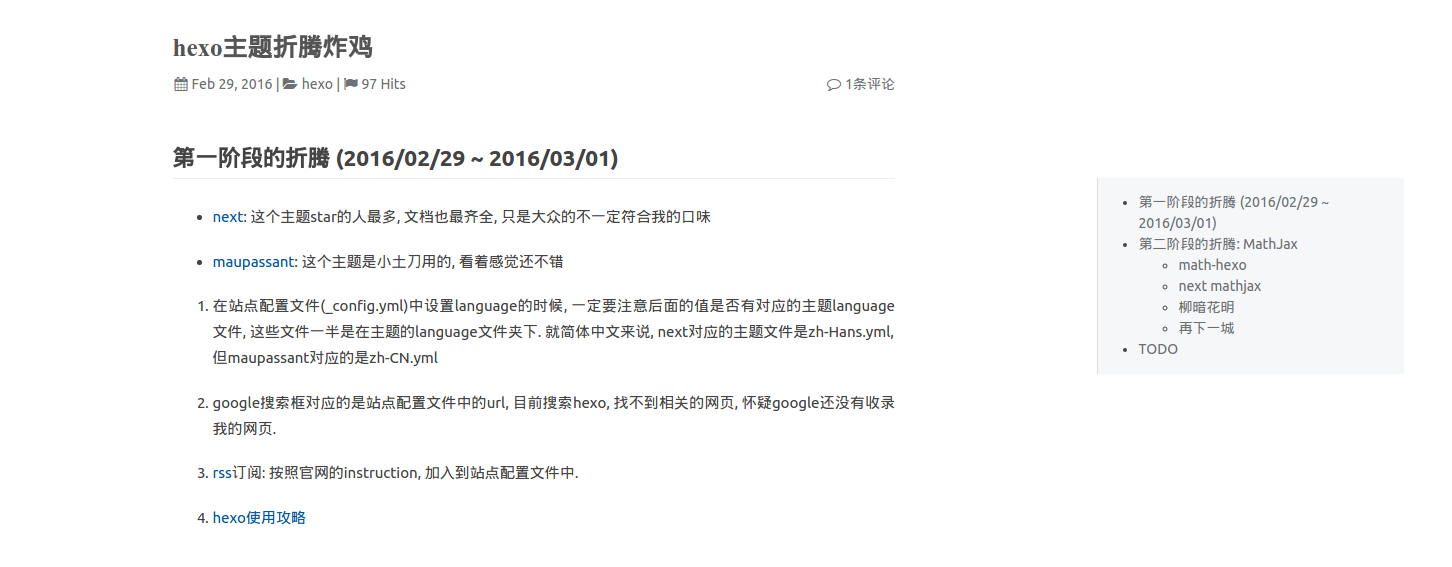 hexo主题折腾炸鸡
Feb 29, 2016 | hexo | 97 Hits
1条评论
第一阶段的折腾 (2016/02/29 ~ 2016/03/01)
• next: 这个主题star的人最多, 文档也最齐全, 只是大众的不一定符合我的口味
• maupassant: 这个主题是小土刀用的, 看着感觉还不错
1. 在站点配置文件(_config.yml)中设置language的时候, 一定要注意后面的值是否有对应的主题language
文件, 这些文件一半是在主题的language文件夹下. 就简体中文来说, next对应的主题文件是zh-Hans.yml,
但maupassant对应的是zh-CN.yml
2. google搜索框对应的是站点配置文件中的url, 目前搜索hexo, 找不到相关的网页, 怀疑google还没有收录
我的网页.
3. rss订阅: 按照官网的instruction, 加入到站点配置文件中.
4. hexo使用攻略
• 第一阶段的折腾 (2016/02/29 ~
2016/03/01)
• 第二阶段的折腾: MathJax
◦ math-hexo
◦ next mathjax
◦ 柳暗花明
◦ 再下一城
• TODO